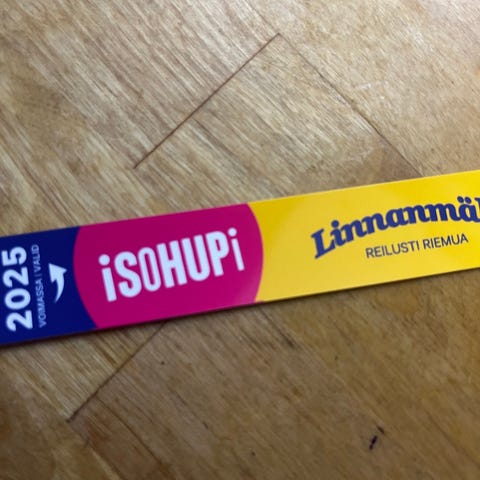 2025
VOIMASSA | VALID
iSOHUPi
Linnanmä
REILUSTI RIEMUA